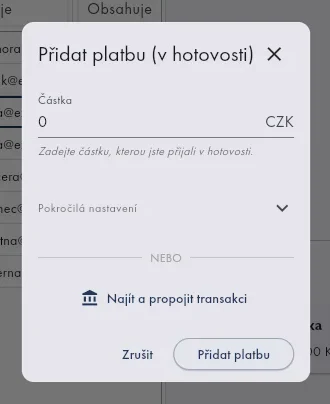 Obsahuje
Přidat platbu (v hotovosti)
Částka
0 CZK
Zadejte částku, kterou jste přijali v hotovosti.
Pokročilá nastavení
NEBO
Najít a propojit transakci
Zrušit Přidat platbu